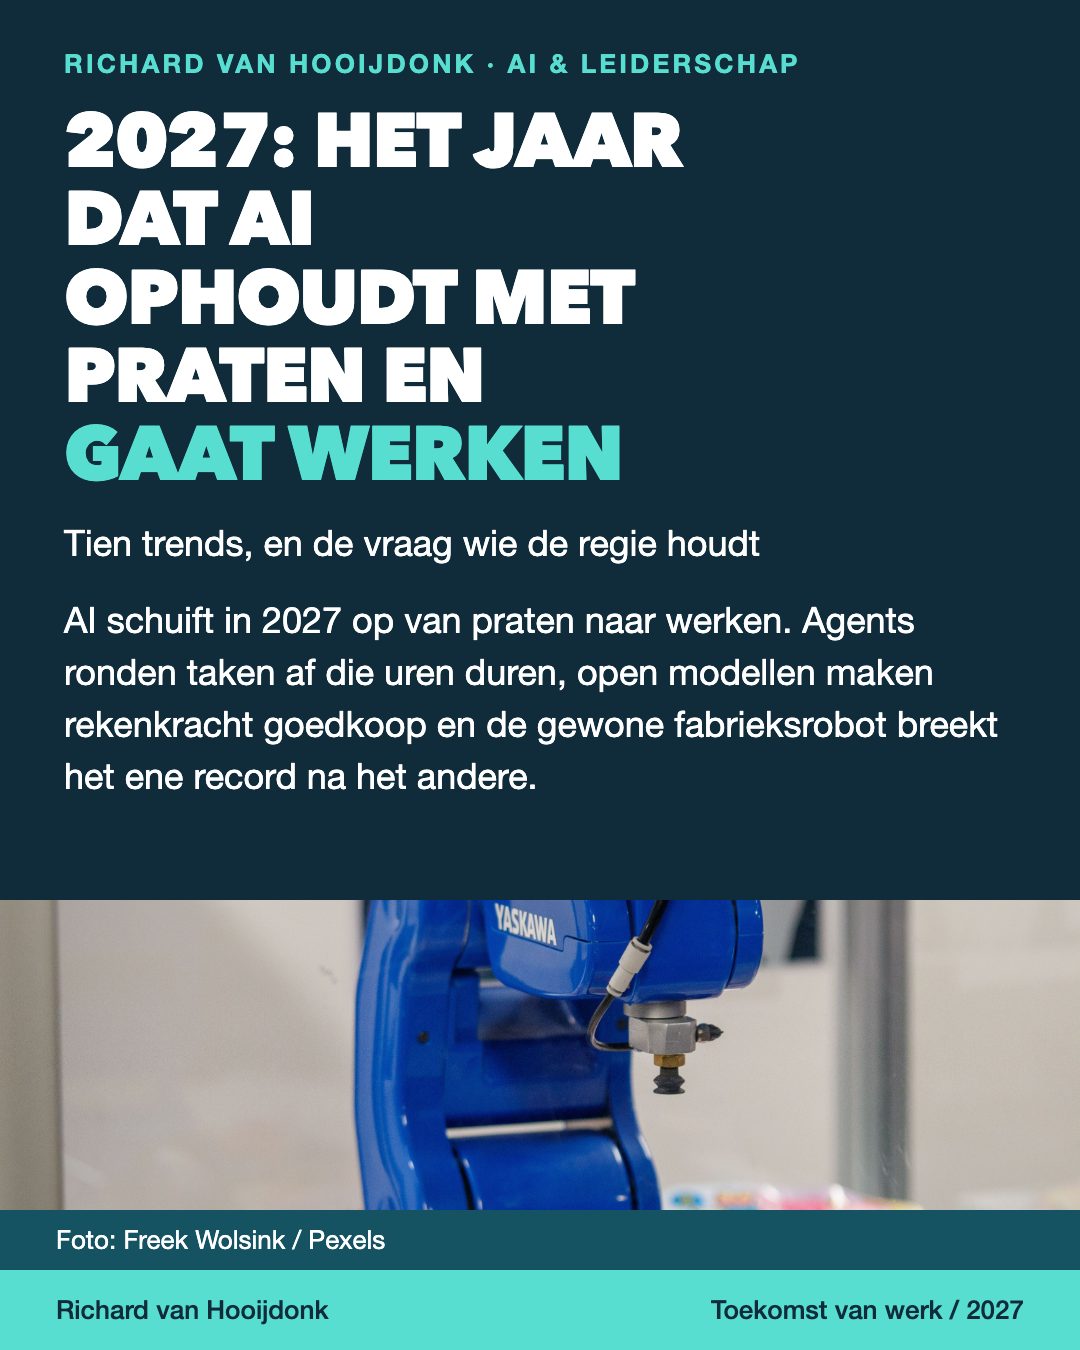 RICHARD VAN HOOIJDONK · AI & LEIDERSCHAP
2027: HET JAAR
DAT AI
OPHOUDT MET
PRATEN EN
GAAT WERKEN
Tien trends, en de vraag wie de regie houdt
AI schuift in 2027 op van praten naar werken. Agents
ronden taken af die uren duren, open modellen maken
rekenkracht goedkoop en de gewone fabrieksrobot breekt
het ene record na het andere.
YASKAWA
Foto: Freek Wolsink / Pexels
Richard van Hooijdonk
Toekomst van werk / 2027